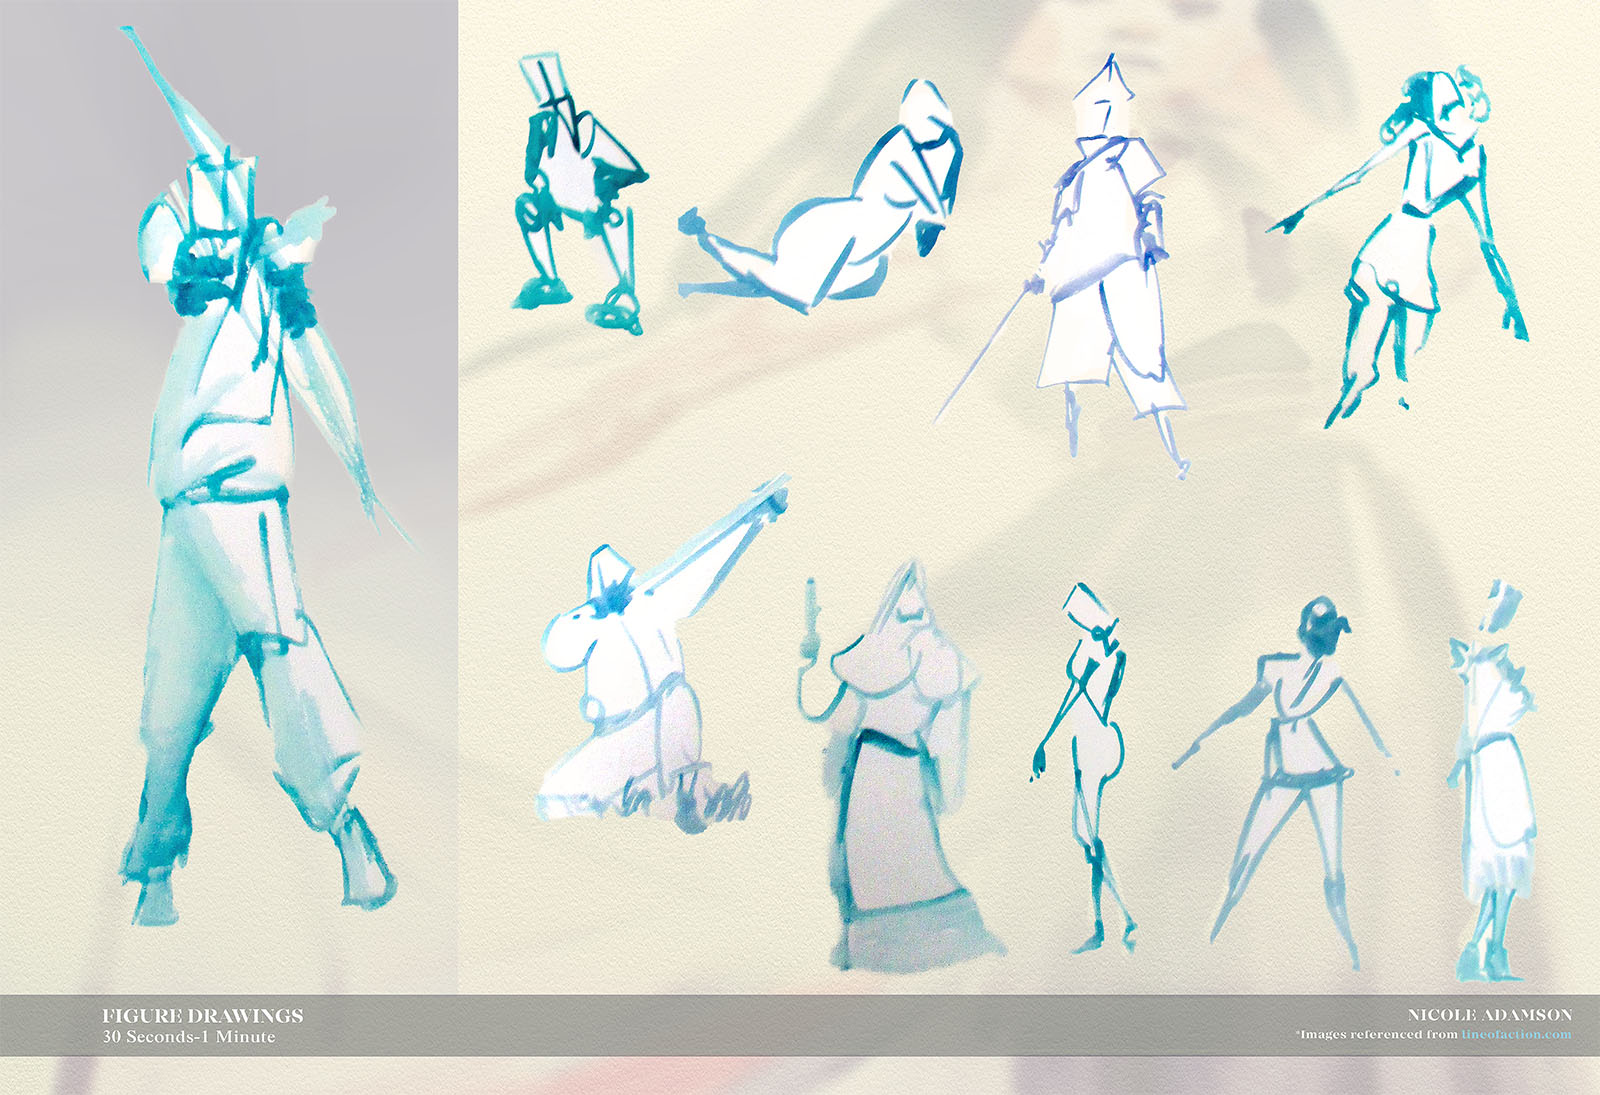 FIGURE DRAWINGS
30 Seconds-1 Minute
NICOLE ADAMSON
*Images referenced from lineofaction.com